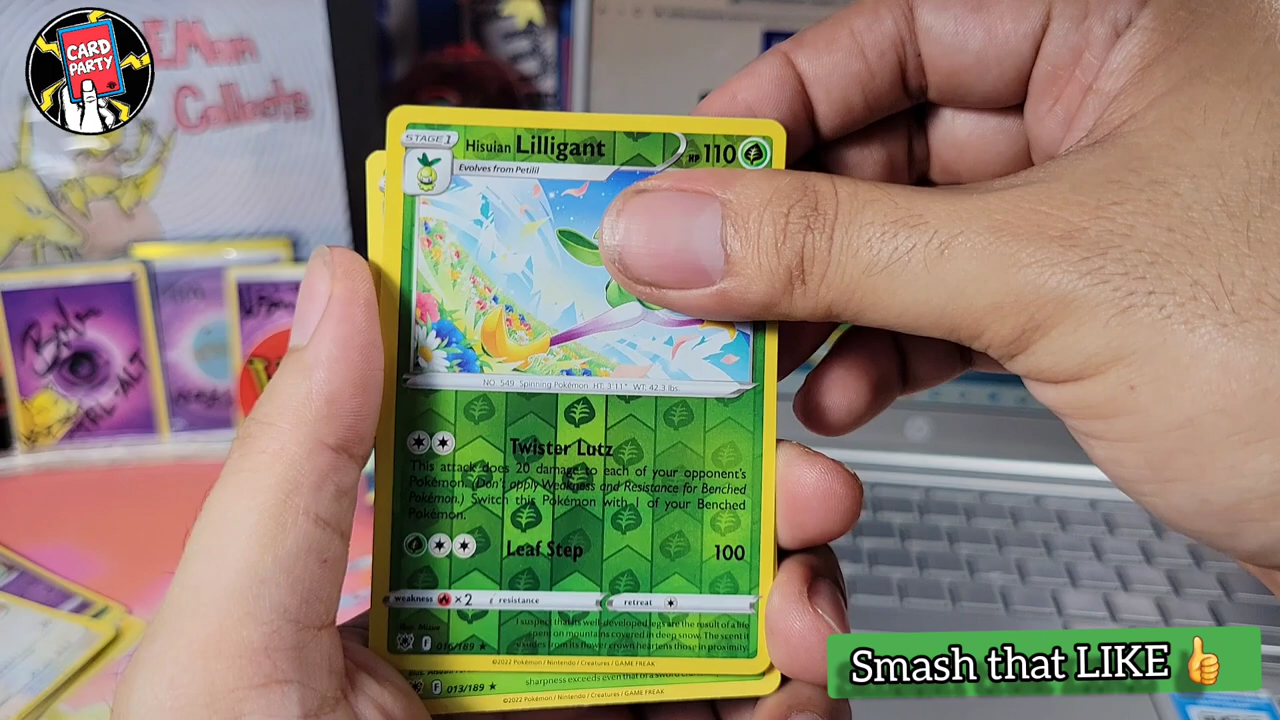 CARD
PARTY
Collects
STAGE 1
Hisuian Lilligant
HP 110
Evolves from Petilil
NO. 549 Spinning Pokémon HT: 3'11" WT: 42.3 lbs.
Twister Lutz
This attack does 20 damage to each of your opponent's
Pokémon. (Don't apply Weakness and Resistance for Benched
Pokémon.) Switch this Pokémon with 1 of your Benched
Pokémon.
Leaf Step 100
weakness ×2 resistance retreat
I suspect that its well-developed legs are the result of a life
spent on mountains covered in deep snow. The scent it
exudes from its flower crown heartens those in proximity.
F 016/189 ★
©2022 Pokémon / Nintendo / Creatures / GAME FREAK
sharpness exceeds even that of a sword
F 013/189 ★
©2022 Pokémon / Nintendo / Creatures / GAME FREAK
Smash that LIKE 👍